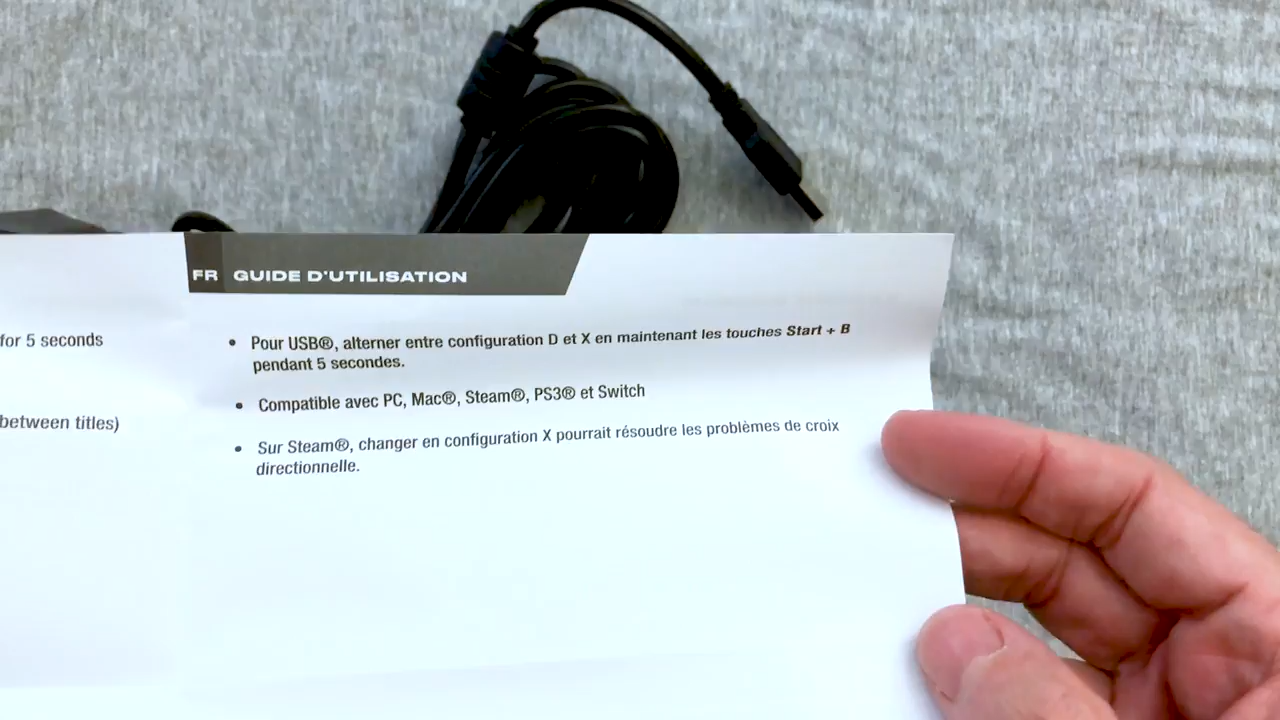 for 5 seconds
between titles)
FR GUIDE D'UTILISATION
• Pour USB®, alterner entre configuration D et X en maintenant les touches Start + B
pendant 5 secondes.
• Compatible avec PC, Mac®, Steam®, PS3® et Switch
• Sur Steam®, changer en configuration X pourrait résoudre les problèmes de croix
directionnelle.